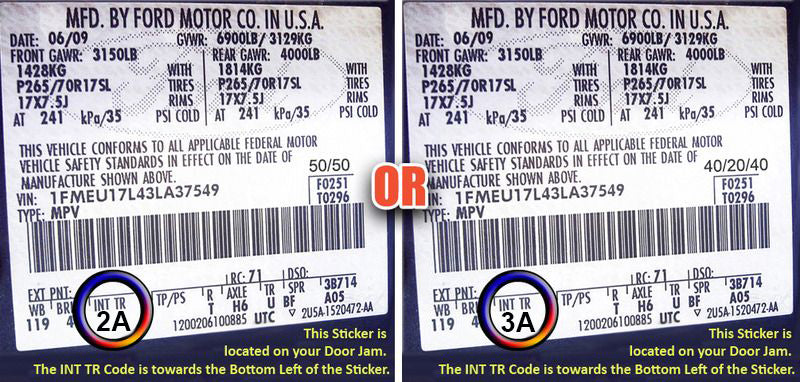 MFD. BY FORD MOTOR CO. IN U.S.A.
DATE: 06/09 GVWR: 6900LB/ 3129KG
FRONT GAWR: 3150LB REAR GAWR: 4000LB
1428KG WITH 1814KG WITH
P265/70R17SL TIRES P265/70R17SL TIRES
17X7.5J RIMS 17X7.5J RIMS
AT 241 kPa/35 PSI COLD AT 241 kPa/35 PSI COLD
THIS VEHICLE CONFORMS TO ALL APPLICABLE FEDERAL MOTOR
VEHICLE SAFETY STANDARDS IN EFFECT ON THE DATE OF
MANUFACTURE SHOWN ABOVE. 50/50
VIN: 1FMEU17L43LA37549 F0251
TYPE: MPV T0296
EXT PNT: RC: 71 DSO:
WB BRK INT TR TP/PS R AXLE TR SPR 3B714
119 4 2A T H6 U BF A05
1200206100885 UTC ▽ 2U5A-1520472-AA
This Sticker is
located on your Door Jam.
The INT TR Code is towards the Bottom Left of the Sticker.
OR
MFD. BY FORD MOTOR CO. IN U.S.A.
DATE: 06/09 GVWR: 6900LB/ 3129KG
FRONT GAWR: 3150LB REAR GAWR: 4000LB
1428KG WITH 1814KG WITH
P265/70R17SL TIRES P265/70R17SL TIRES
17X7.5J RIMS 17X7.5J RIMS
AT 241 kPa/35 PSI COLD AT 241 kPa/35 PSI COLD
THIS VEHICLE CONFORMS TO ALL APPLICABLE FEDERAL MOTOR
VEHICLE SAFETY STANDARDS IN EFFECT ON THE DATE OF
MANUFACTURE SHOWN ABOVE. 40/20/40
VIN: 1FMEU17L43LA37549 F0251
TYPE: MPV T0296
EXT PNT: RC: 71 DSO:
WB BRK INT TR TP/PS R AXLE TR SPR 3B714
119 4 3A T H6 U BF A05
1200206100885 UTC ▽ 2U5A-1520472-AA
This Sticker is
located on your Door Jam.
The INT TR Code is towards the Bottom Left of the Sticker.